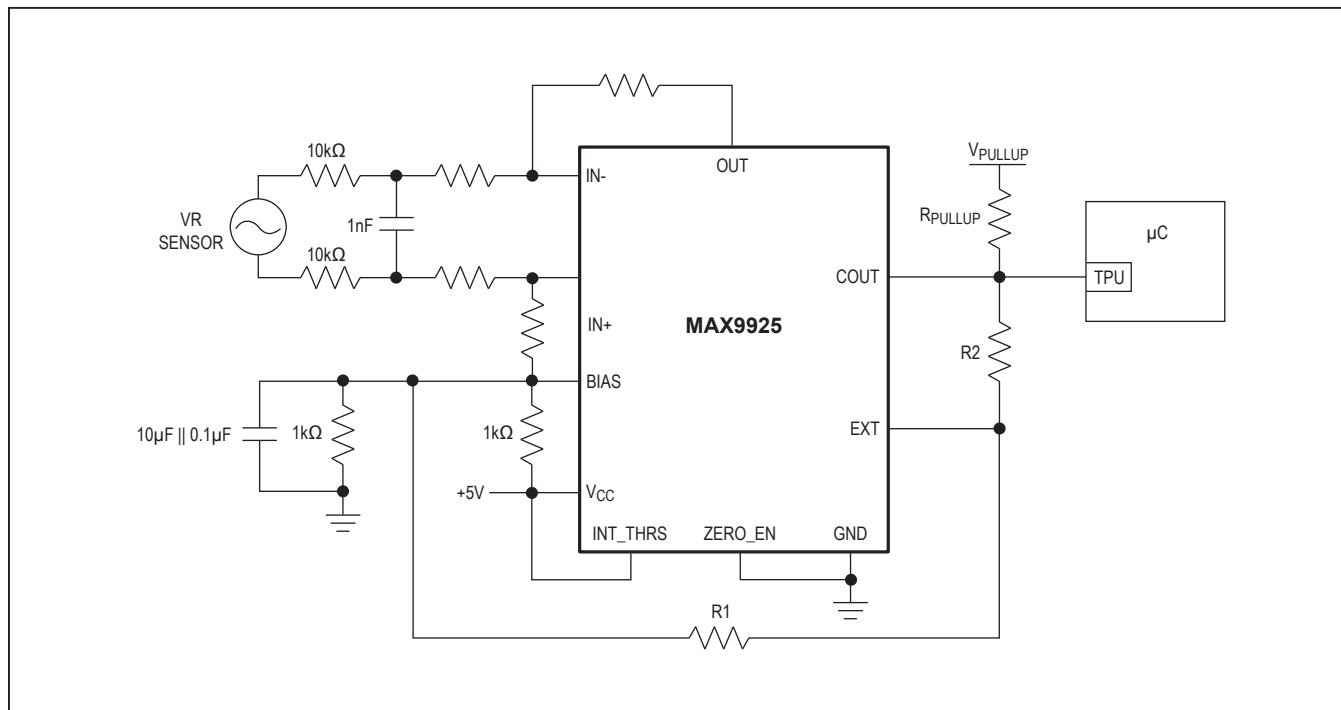 OUT
VPULLUP
10kΩ
IN-
RPULLUP
µC
VR
SENSOR
1nF
10kΩ
COUT
TPU
IN+
MAX9925
R2
BIAS
10µF || 0.1µF
1kΩ
1kΩ
EXT
+5V
VCC
INT_THRS
ZERO_EN
GND
R1